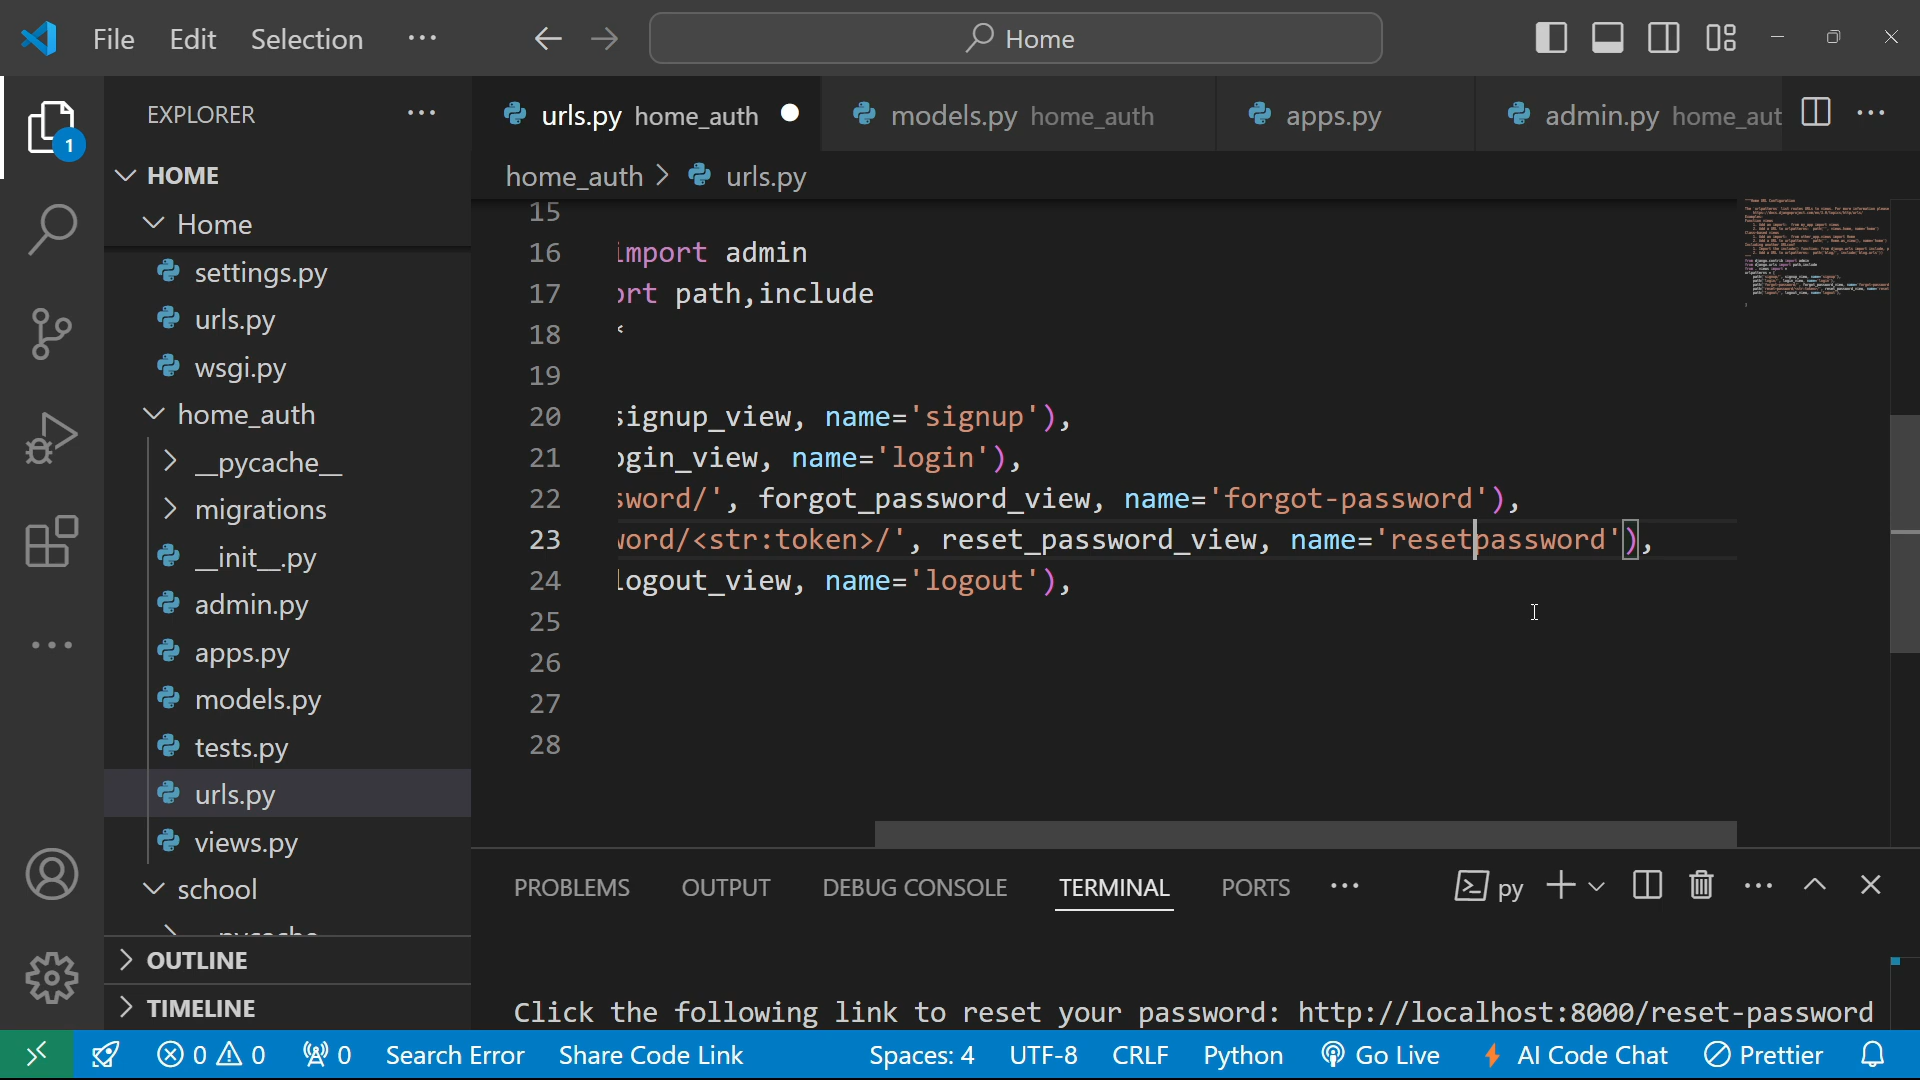 File Edit Selection ···
Home
EXPLORER ···
urls.py home_auth
models.py home_auth
apps.py
admin.py home_aut
···
1
HOME
home_auth > urls.py
Home
settings.py
urls.py
wsgi.py
home_auth
__pycache__
migrations
__init__.py
admin.py
apps.py
models.py
tests.py
urls.py
views.py
school
OUTLINE
TIMELINE
15
16 import admin
17 ort path,include
18 *
19
20 signup_view, name='signup'),
21 ogin_view, name='login'),
22 sword/', forgot_password_view, name='forgot-password'),
23 word/<str:token>/', reset_password_view, name='resetpassword'),
24 logout_view, name='logout'),
25
26
27
28
PROBLEMS OUTPUT DEBUG CONSOLE TERMINAL PORTS ···
py
Click the following link to reset your password: http://localhost:8000/reset-password
0 0 0 Search Error Share Code Link Spaces: 4 UTF-8 CRLF Python Go Live AI Code Chat Prettier